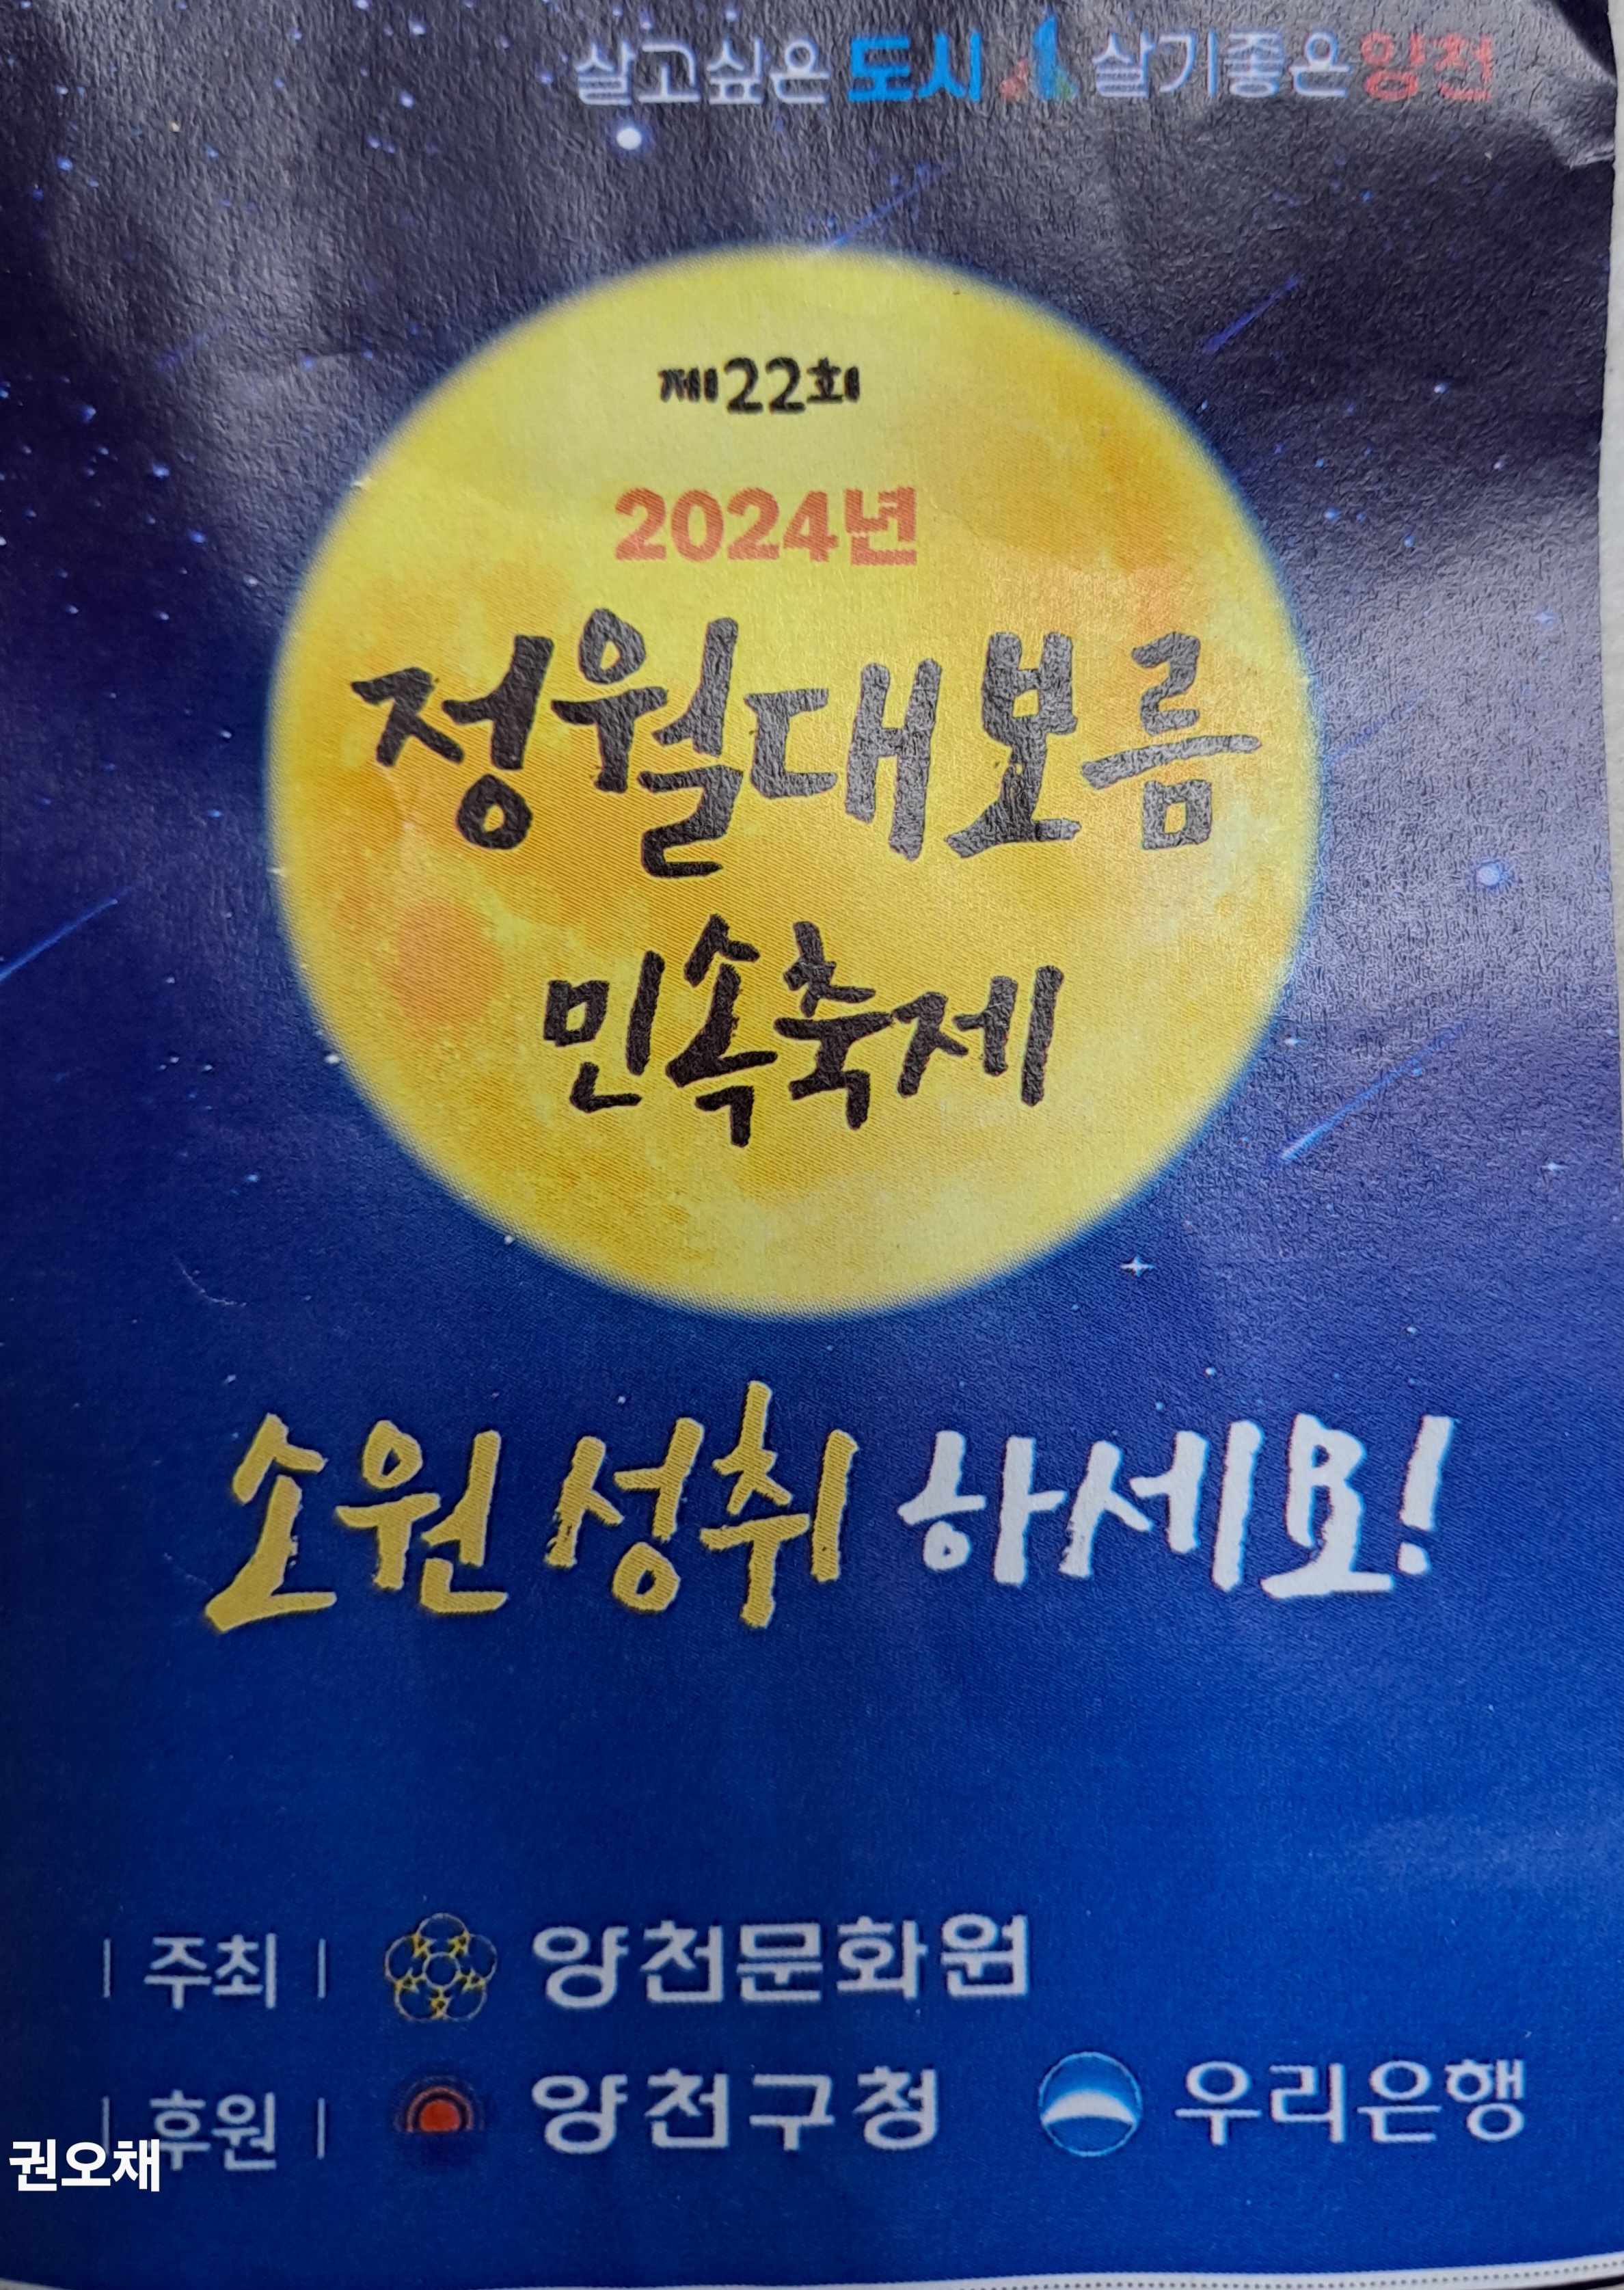 살고싶은 도시 살기좋은 양천
제22회
2024년
정월대보름
민속축제
소원성취 하세요!
| 주최 | 양천문화원
| 후원 | 양천구청 우리은행
권오채